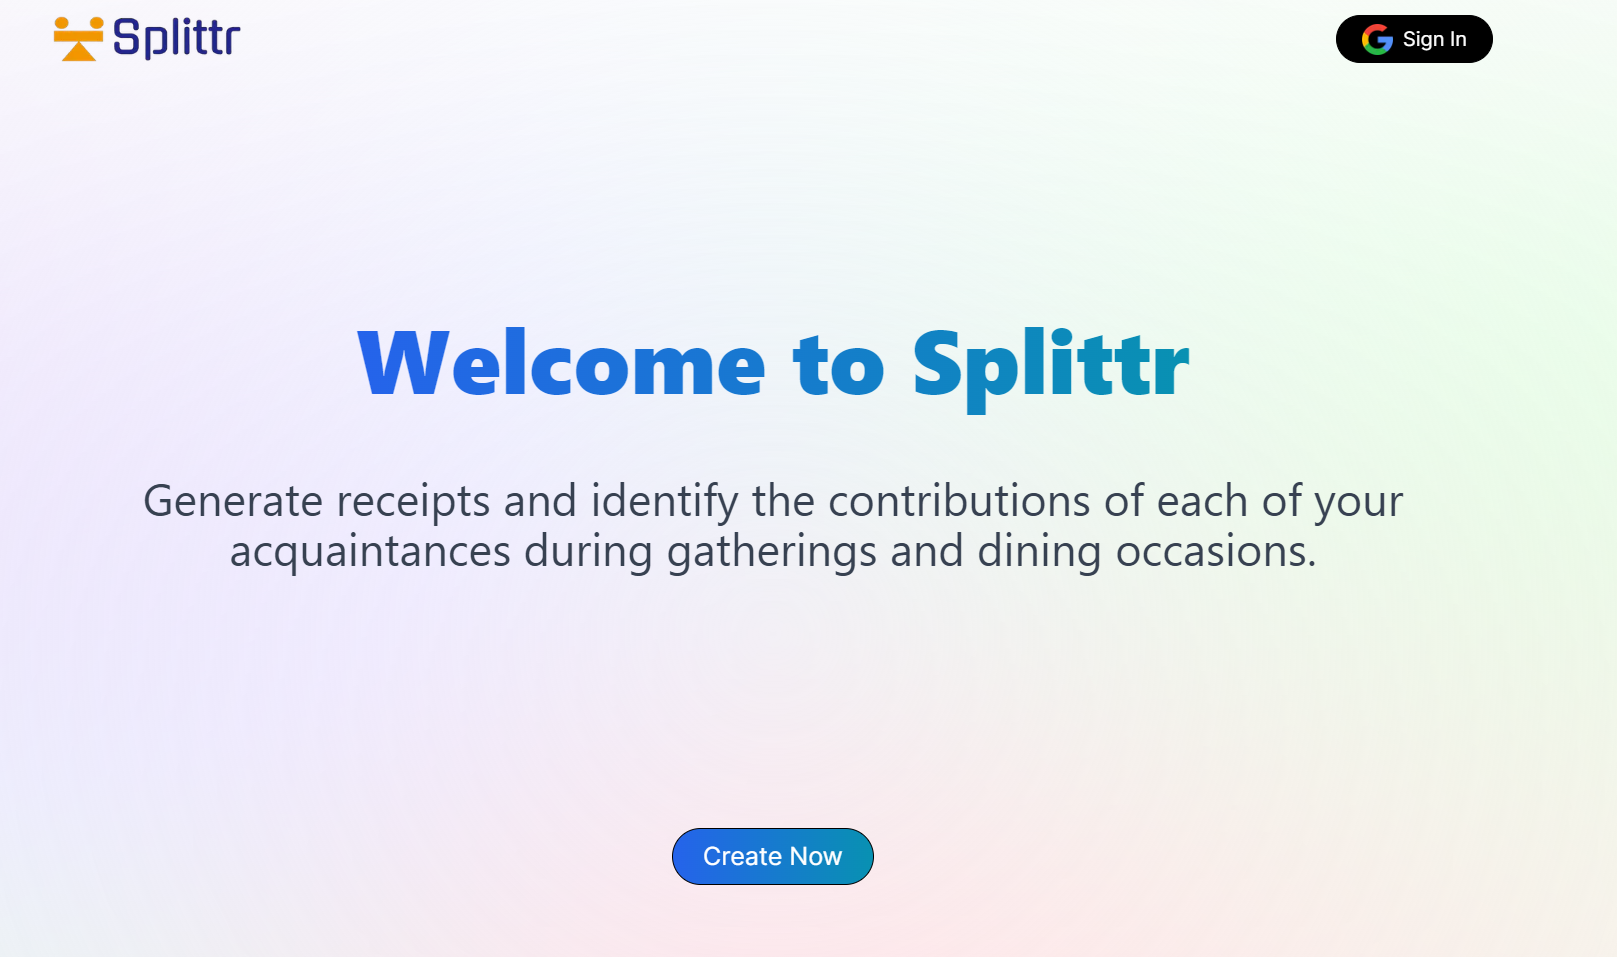 Splittr
Sign In
Welcome to Splittr
Generate receipts and identify the contributions of each of your
acquaintances during gatherings and dining occasions.
Create Now